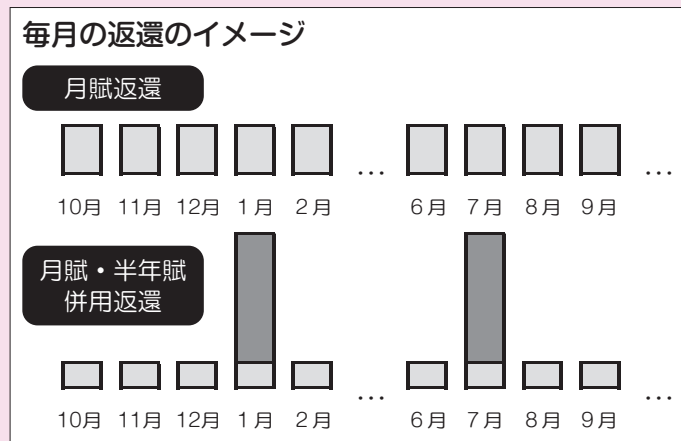 毎月の返還のイメージ
月賦返還
10月 11月 12月 1月 2月 … 6月 7月 8月 9月 …
月賦・半年賦
併用返還
10月 11月 12月 1月 2月 … 6月 7月 8月 9月 …